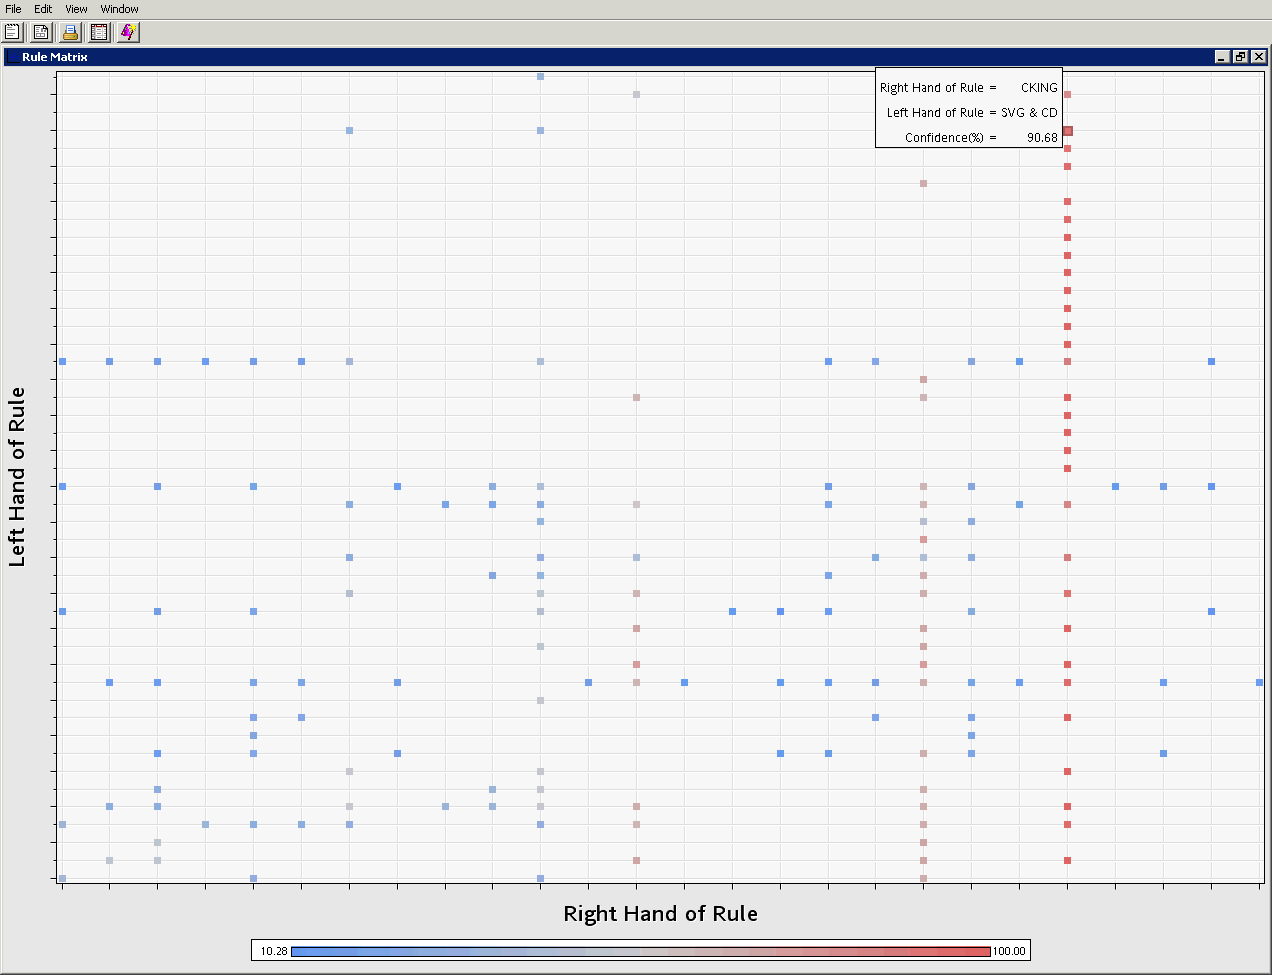 File Edit View Window
Rule Matrix
Right Hand of Rule = CKING
Left Hand of Rule = SVG & CD
Confidence(%) = 90.68
Left Hand of Rule
Right Hand of Rule
10.28 100.00